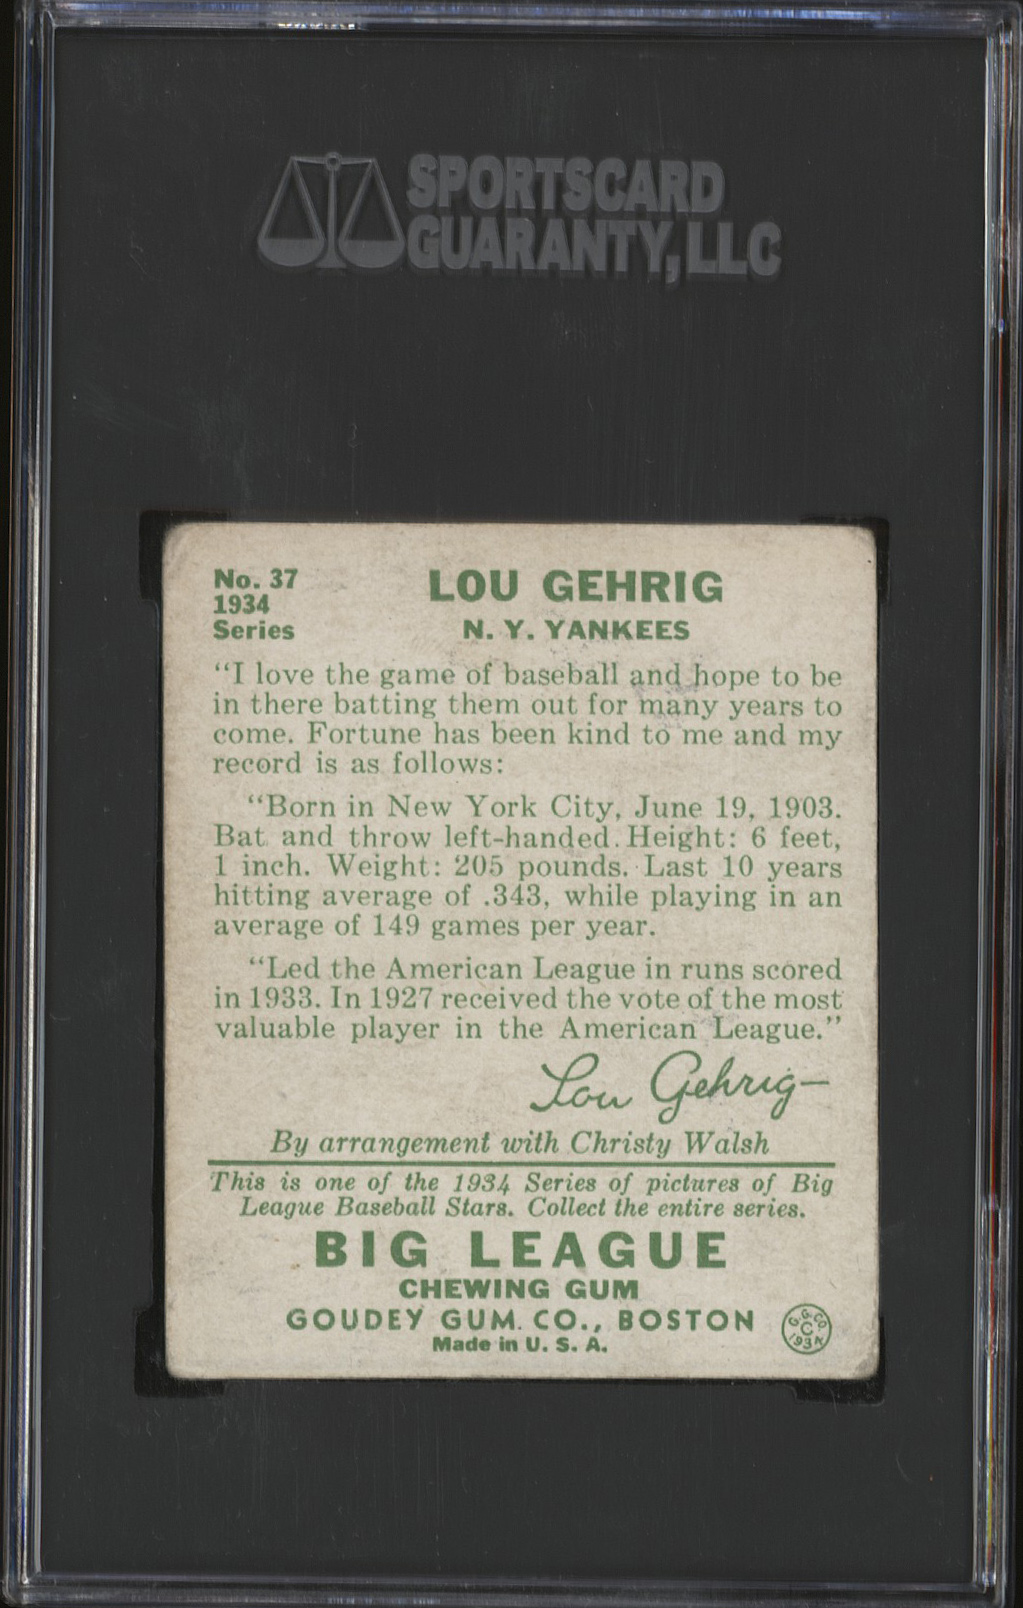 SPORTSCARD
GUARANTY, LLC
No. 37
1934
Series
LOU GEHRIG
N. Y. YANKEES
"I love the game of baseball and hope to be
in there batting them out for many years to
come. Fortune has been kind to me and my
record is as follows:
"Born in New York City, June 19, 1903.
Bat and throw left-handed. Height: 6 feet,
1 inch. Weight: 205 pounds. Last 10 years
hitting average of .343, while playing in an
average of 149 games per year.
"Led the American League in runs scored
in 1933. In 1927 received the vote of the most
valuable player in the American League."
Lou Gehrig
By arrangement with Christy Walsh
This is one of the 1934 Series of pictures of Big
League Baseball Stars. Collect the entire series.
BIG LEAGUE
CHEWING GUM
GOUDEY GUM. CO., BOSTON
Made in U. S. A.
G. G. CO.
C
1934